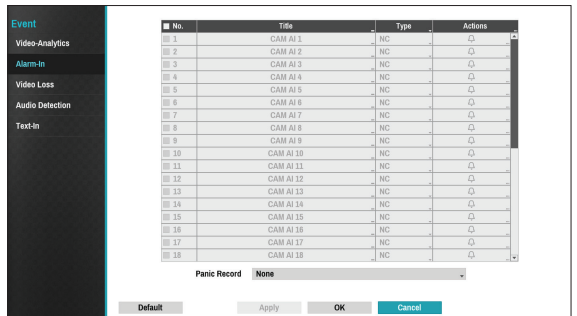 Event
Video-Analytics
Alarm-In
Video Loss
Audio Detection
Text-In
No. Title Type Actions
1 CAM AI 1 NC
2 CAM AI 2 NC
3 CAM AI 3 NC
4 CAM AI 4 NC
5 CAM AI 5 NC
6 CAM AI 6 NC
7 CAM AI 7 NC
8 CAM AI 8 NC
9 CAM AI 9 NC
10 CAM AI 10 NC
11 CAM AI 11 NC
12 CAM AI 12 NC
13 CAM AI 13 NC
14 CAM AI 14 NC
15 CAM AI 15 NC
16 CAM AI 16 NC
17 CAM AI 17 NC
18 CAM AI 18 NC
Panic Record None
Default Apply OK Cancel